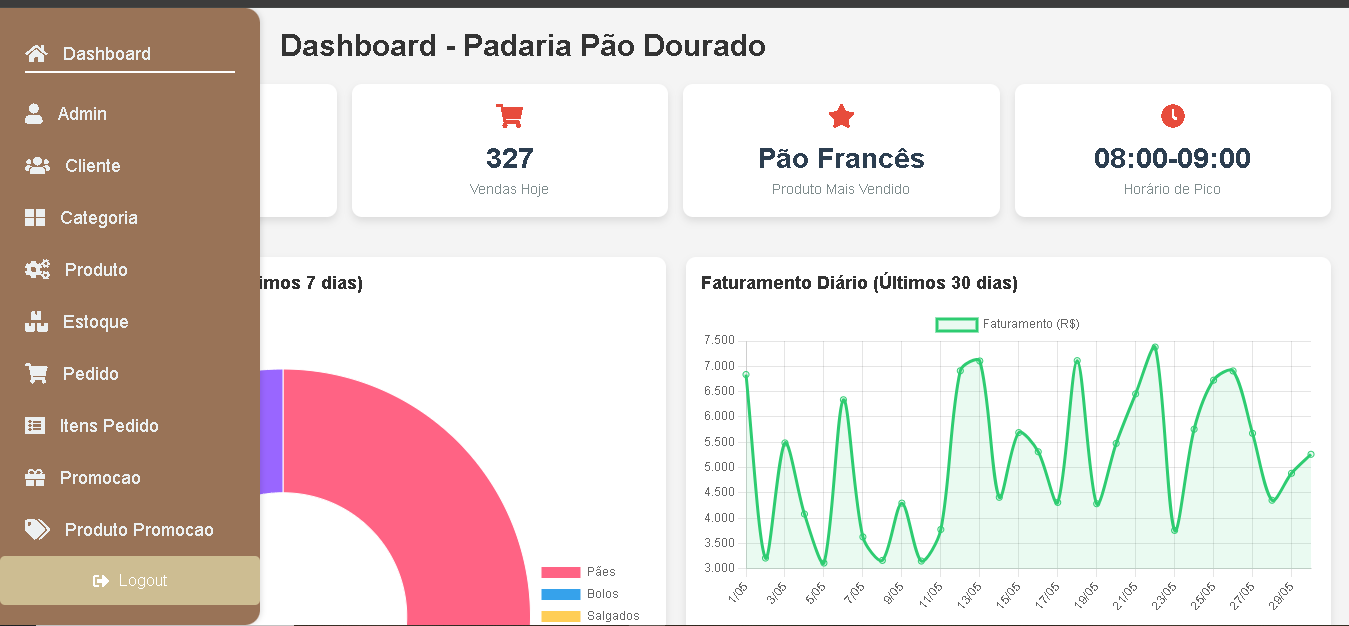 Dashboard
Admin
Cliente
Categoria
Produto
Estoque
Pedido
Itens Pedido
Promocao
Produto Promocao
Logout
Dashboard - Padaria Pão Dourado
327
Vendas Hoje
Pão Francês
Produto Mais Vendido
08:00-09:00
Horário de Pico
imos 7 dias)
Pães
Bolos
Salgados
Faturamento Diário (Últimos 30 dias)
Faturamento (R$)
7.500
7.000
6.500
6.000
5.500
5.000
4.500
4.000
3.500
3.000
1/05 3/05 5/05 7/05 9/05 11/05 13/05 15/05 17/05 19/05 21/05 23/05 25/05 27/05 29/05